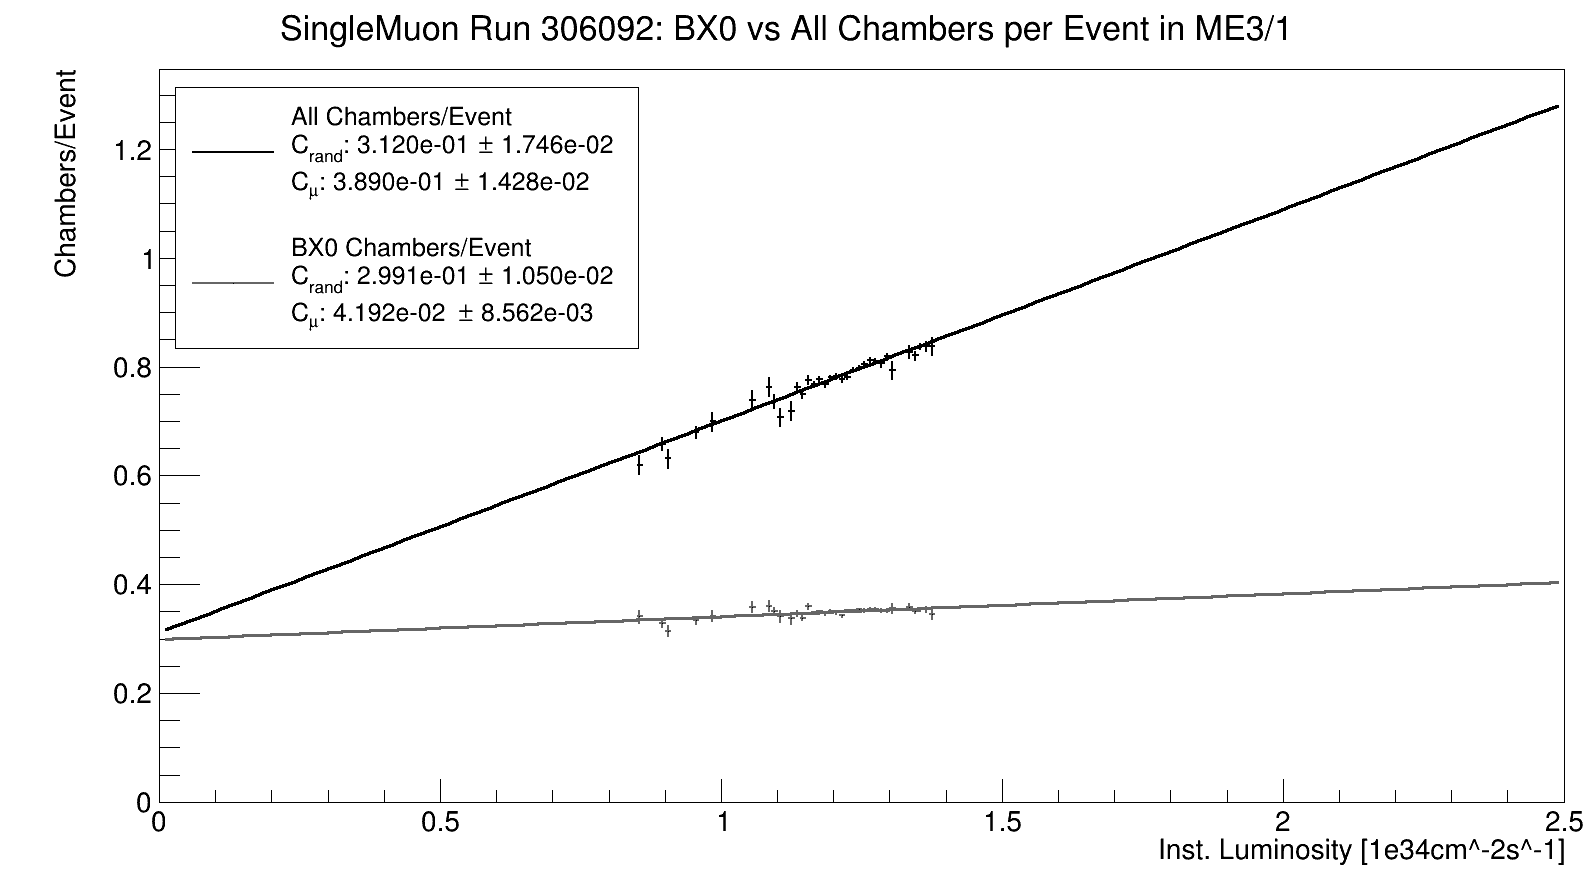 SingleMuon Run 306092: BX0 vs All Chambers per Event in ME3/1
Chambers/Event
All Chambers/Event
C_rand: 3.120e-01 ± 1.746e-02
C_μ: 3.890e-01 ± 1.428e-02
BX0 Chambers/Event
C_rand: 2.991e-01 ± 1.050e-02
C_μ: 4.192e-02 ± 8.562e-03
1.2
1
0.8
0.6
0.4
0.2
0
0 0.5 1 1.5 2 2.5
Inst. Luminosity [1e34cm^-2s^-1]